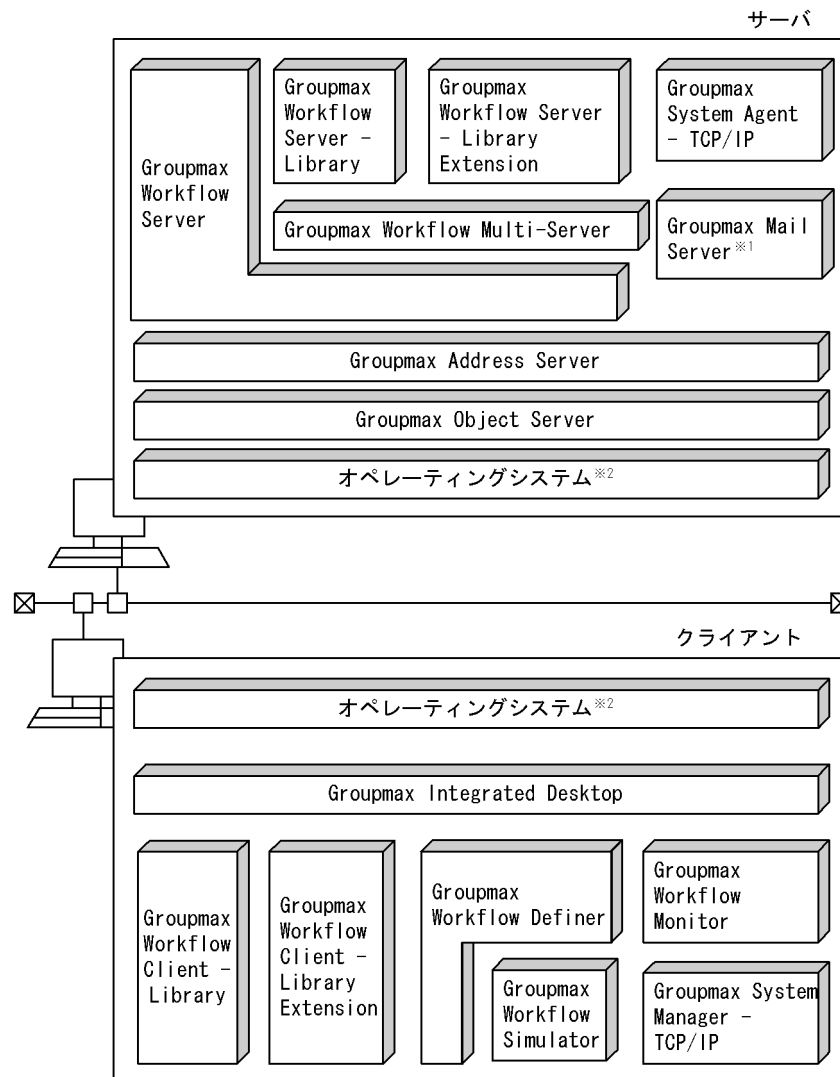 サーバ
Groupmax
Workflow
Server
Groupmax
Workflow
Server -
Library
Groupmax
Workflow Server
- Library
Extension
Groupmax
System Agent
- TCP/IP
Groupmax Workflow Multi-Server
Groupmax Mail
Server※1
Groupmax Address Server
Groupmax Object Server
オペレーティングシステム※2
クライアント
オペレーティングシステム※2
Groupmax Integrated Desktop
Groupmax
Workflow
Client -
Library
Groupmax
Workflow
Client -
Library
Extension
Groupmax
Workflow Definer
Groupmax
Workflow
Monitor
Groupmax
Workflow
Simulator
Groupmax System
Manager -
TCP/IP